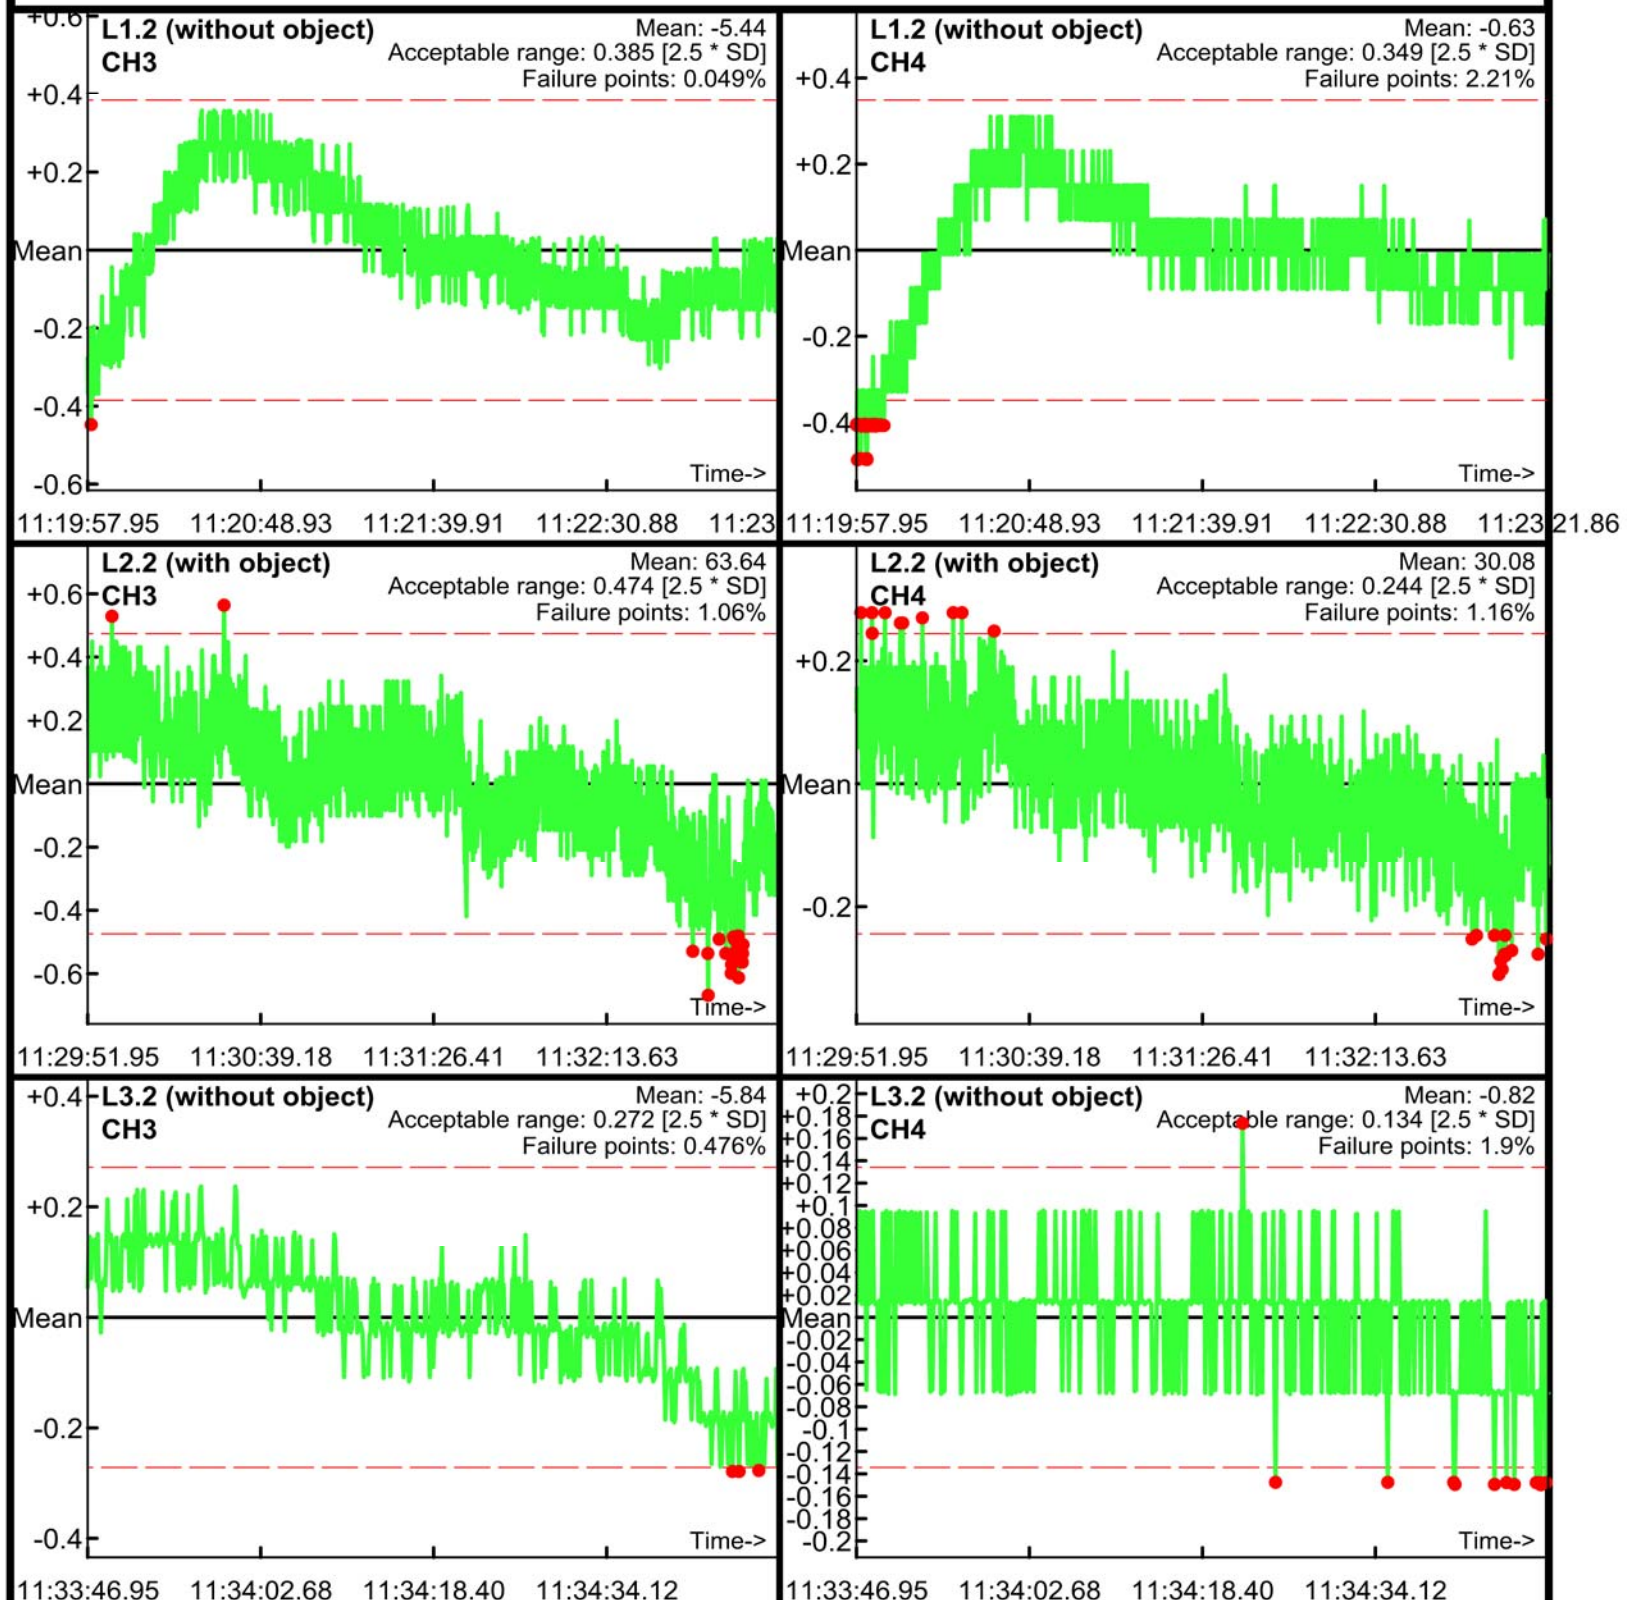 L1.2 (without object)
CH3
Mean: -5.44
Acceptable range: 0.385 [2.5 * SD]
Failure points: 0.049%
+0.6
+0.4
+0.2
Mean
-0.2
-0.4
-0.6
Time->
11:19:57.95 11:20:48.93 11:21:39.91 11:22:30.88 11:23
L1.2 (without object)
CH4
Mean: -0.63
Acceptable range: 0.349 [2.5 * SD]
Failure points: 2.21%
+0.4
+0.2
Mean
-0.2
-0.4
Time->
11:19:57.95 11:20:48.93 11:21:39.91 11:22:30.88 11:23:21.86
L2.2 (with object)
CH3
Mean: 63.64
Acceptable range: 0.474 [2.5 * SD]
Failure points: 1.06%
+0.6
+0.4
+0.2
Mean
-0.2
-0.4
-0.6
Time->
11:29:51.95 11:30:39.18 11:31:26.41 11:32:13.63
L2.2 (with object)
CH4
Mean: 30.08
Acceptable range: 0.244 [2.5 * SD]
Failure points: 1.16%
+0.2
Mean
-0.2
Time->
11:29:51.95 11:30:39.18 11:31:26.41 11:32:13.63
L3.2 (without object)
CH3
Mean: -5.84
Acceptable range: 0.272 [2.5 * SD]
Failure points: 0.476%
+0.4
+0.2
Mean
-0.2
-0.4
Time->
11:33:46.95 11:34:02.68 11:34:18.40 11:34:34.12
L3.2 (without object)
CH4
Mean: -0.82
Acceptable range: 0.134 [2.5 * SD]
Failure points: 1.9%
+0.2
+0.18
+0.16
+0.14
+0.12
+0.1
+0.08
+0.06
+0.04
+0.02
Mean
-0.02
-0.04
-0.06
-0.08
-0.1
-0.12
-0.14
-0.16
-0.18
-0.2
Time->
11:33:46.95 11:34:02.68 11:34:18.40 11:34:34.12